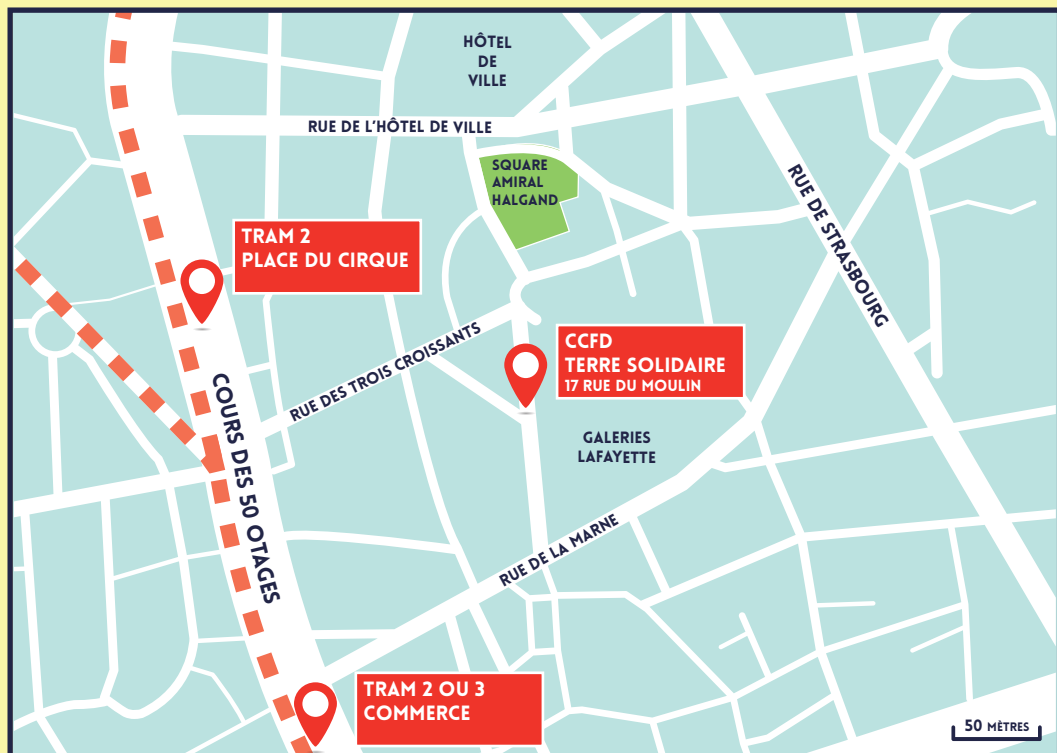 HÔTEL
DE
VILLE
RUE DE L'HÔTEL DE VILLE
SQUARE
AMIRAL
HALGAND
RUE DE STRASBOURG
TRAM 2
PLACE DU CIRQUE
RUE DES TROIS CROISSANTS
CCFD
TERRE SOLIDAIRE
17 RUE DU MOULIN
COURS DES 50 OTAGES
GALERIES
LAFAYETTE
RUE DE LA MARNE
TRAM 2 OU 3
COMMERCE
50 MÈTRES